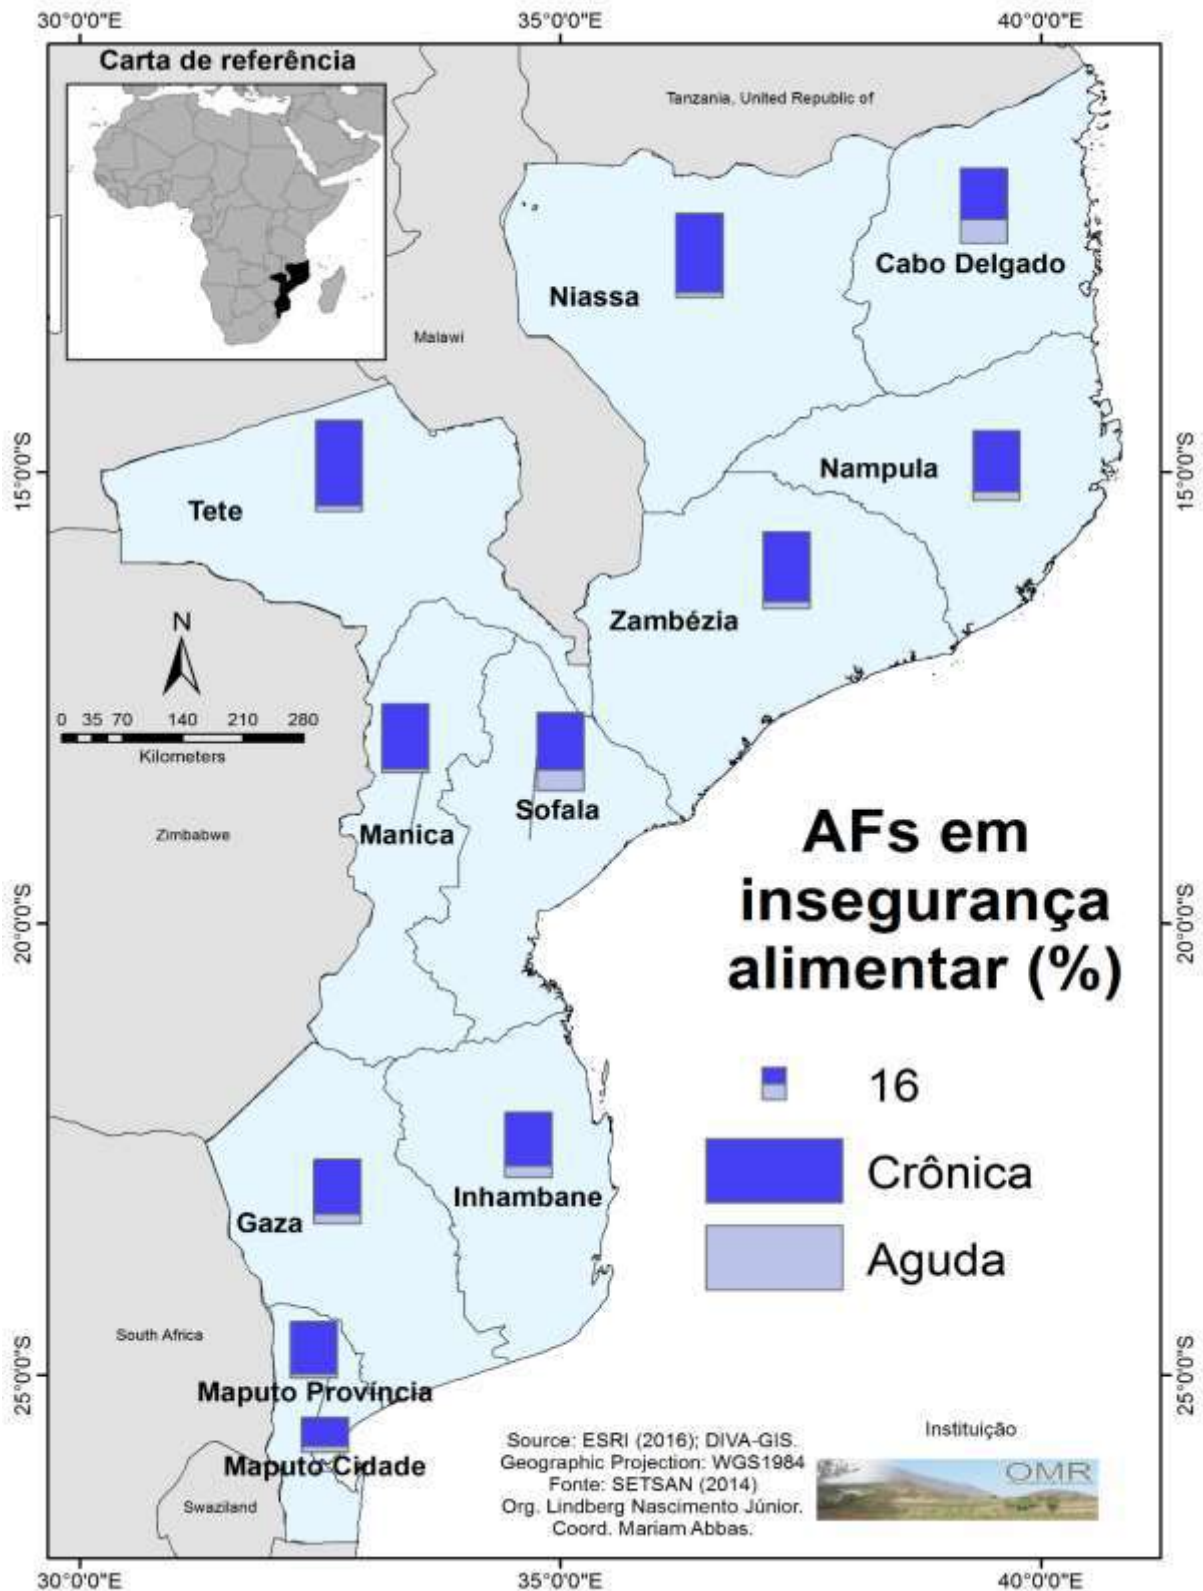 30°0'0"E
35°0'0"E
40°0'0"E
Carta de referência
Tanzania, United Republic of
Cabo Delgado
Niassa
Malawi
15°0'0"S
15°0'0"S
Nampula
Tete
Zambézia
N
0 35 70 140 210 280
Kilometers
Sofala
Manica
Zimbabwe
AFs em
insegurança
alimentar (%)
20°0'0"S
20°0'0"S
16
Crônica
Aguda
Inhambane
Gaza
South Africa
25°0'0"S
25°0'0"S
Maputo Província
Maputo Cidade
Swaziland
Source: ESRI (2016); DIVA-GIS.
Geographic Projection: WGS1984
Fonte: SETSAN (2014)
Org. Lindberg Nascimento Júnior.
Coord. Mariam Abbas.
Instituição
OMR
30°0'0"E
35°0'0"E
40°0'0"E